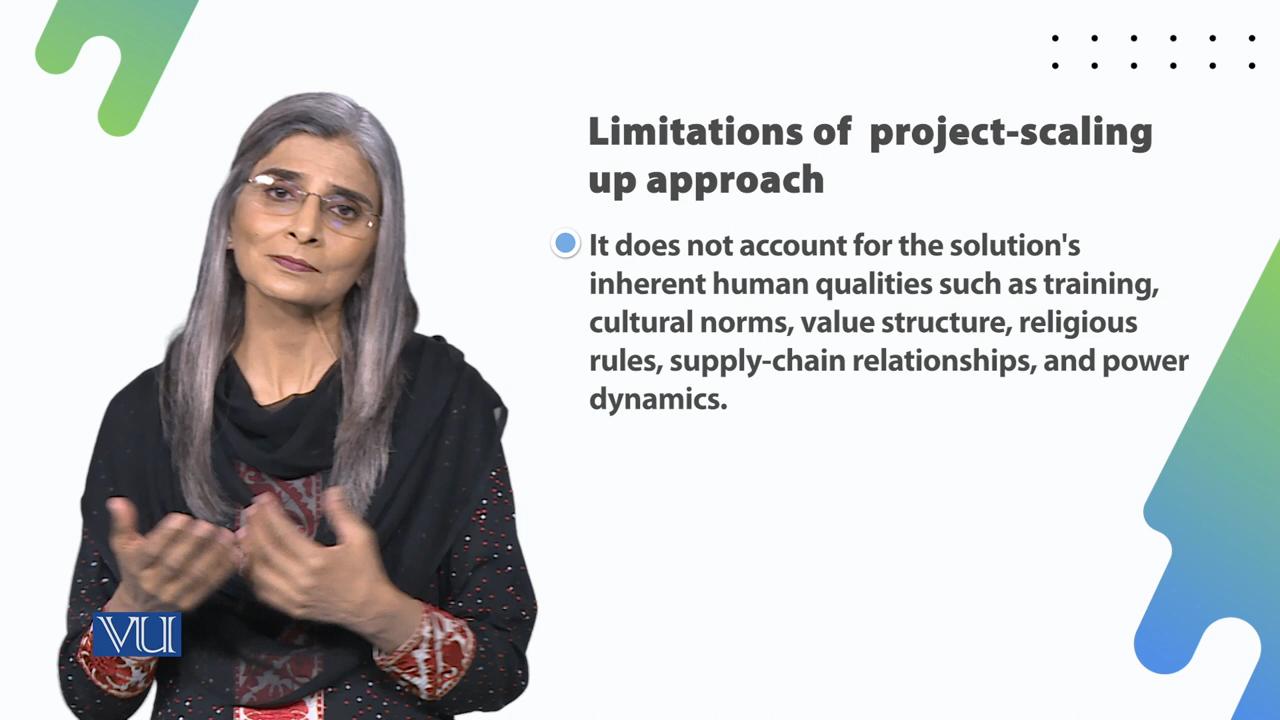 Limitations of project-scaling
up approach
It does not account for the solution's
inherent human qualities such as training,
cultural norms, value structure, religious
rules, supply-chain relationships, and power
dynamics.
VU